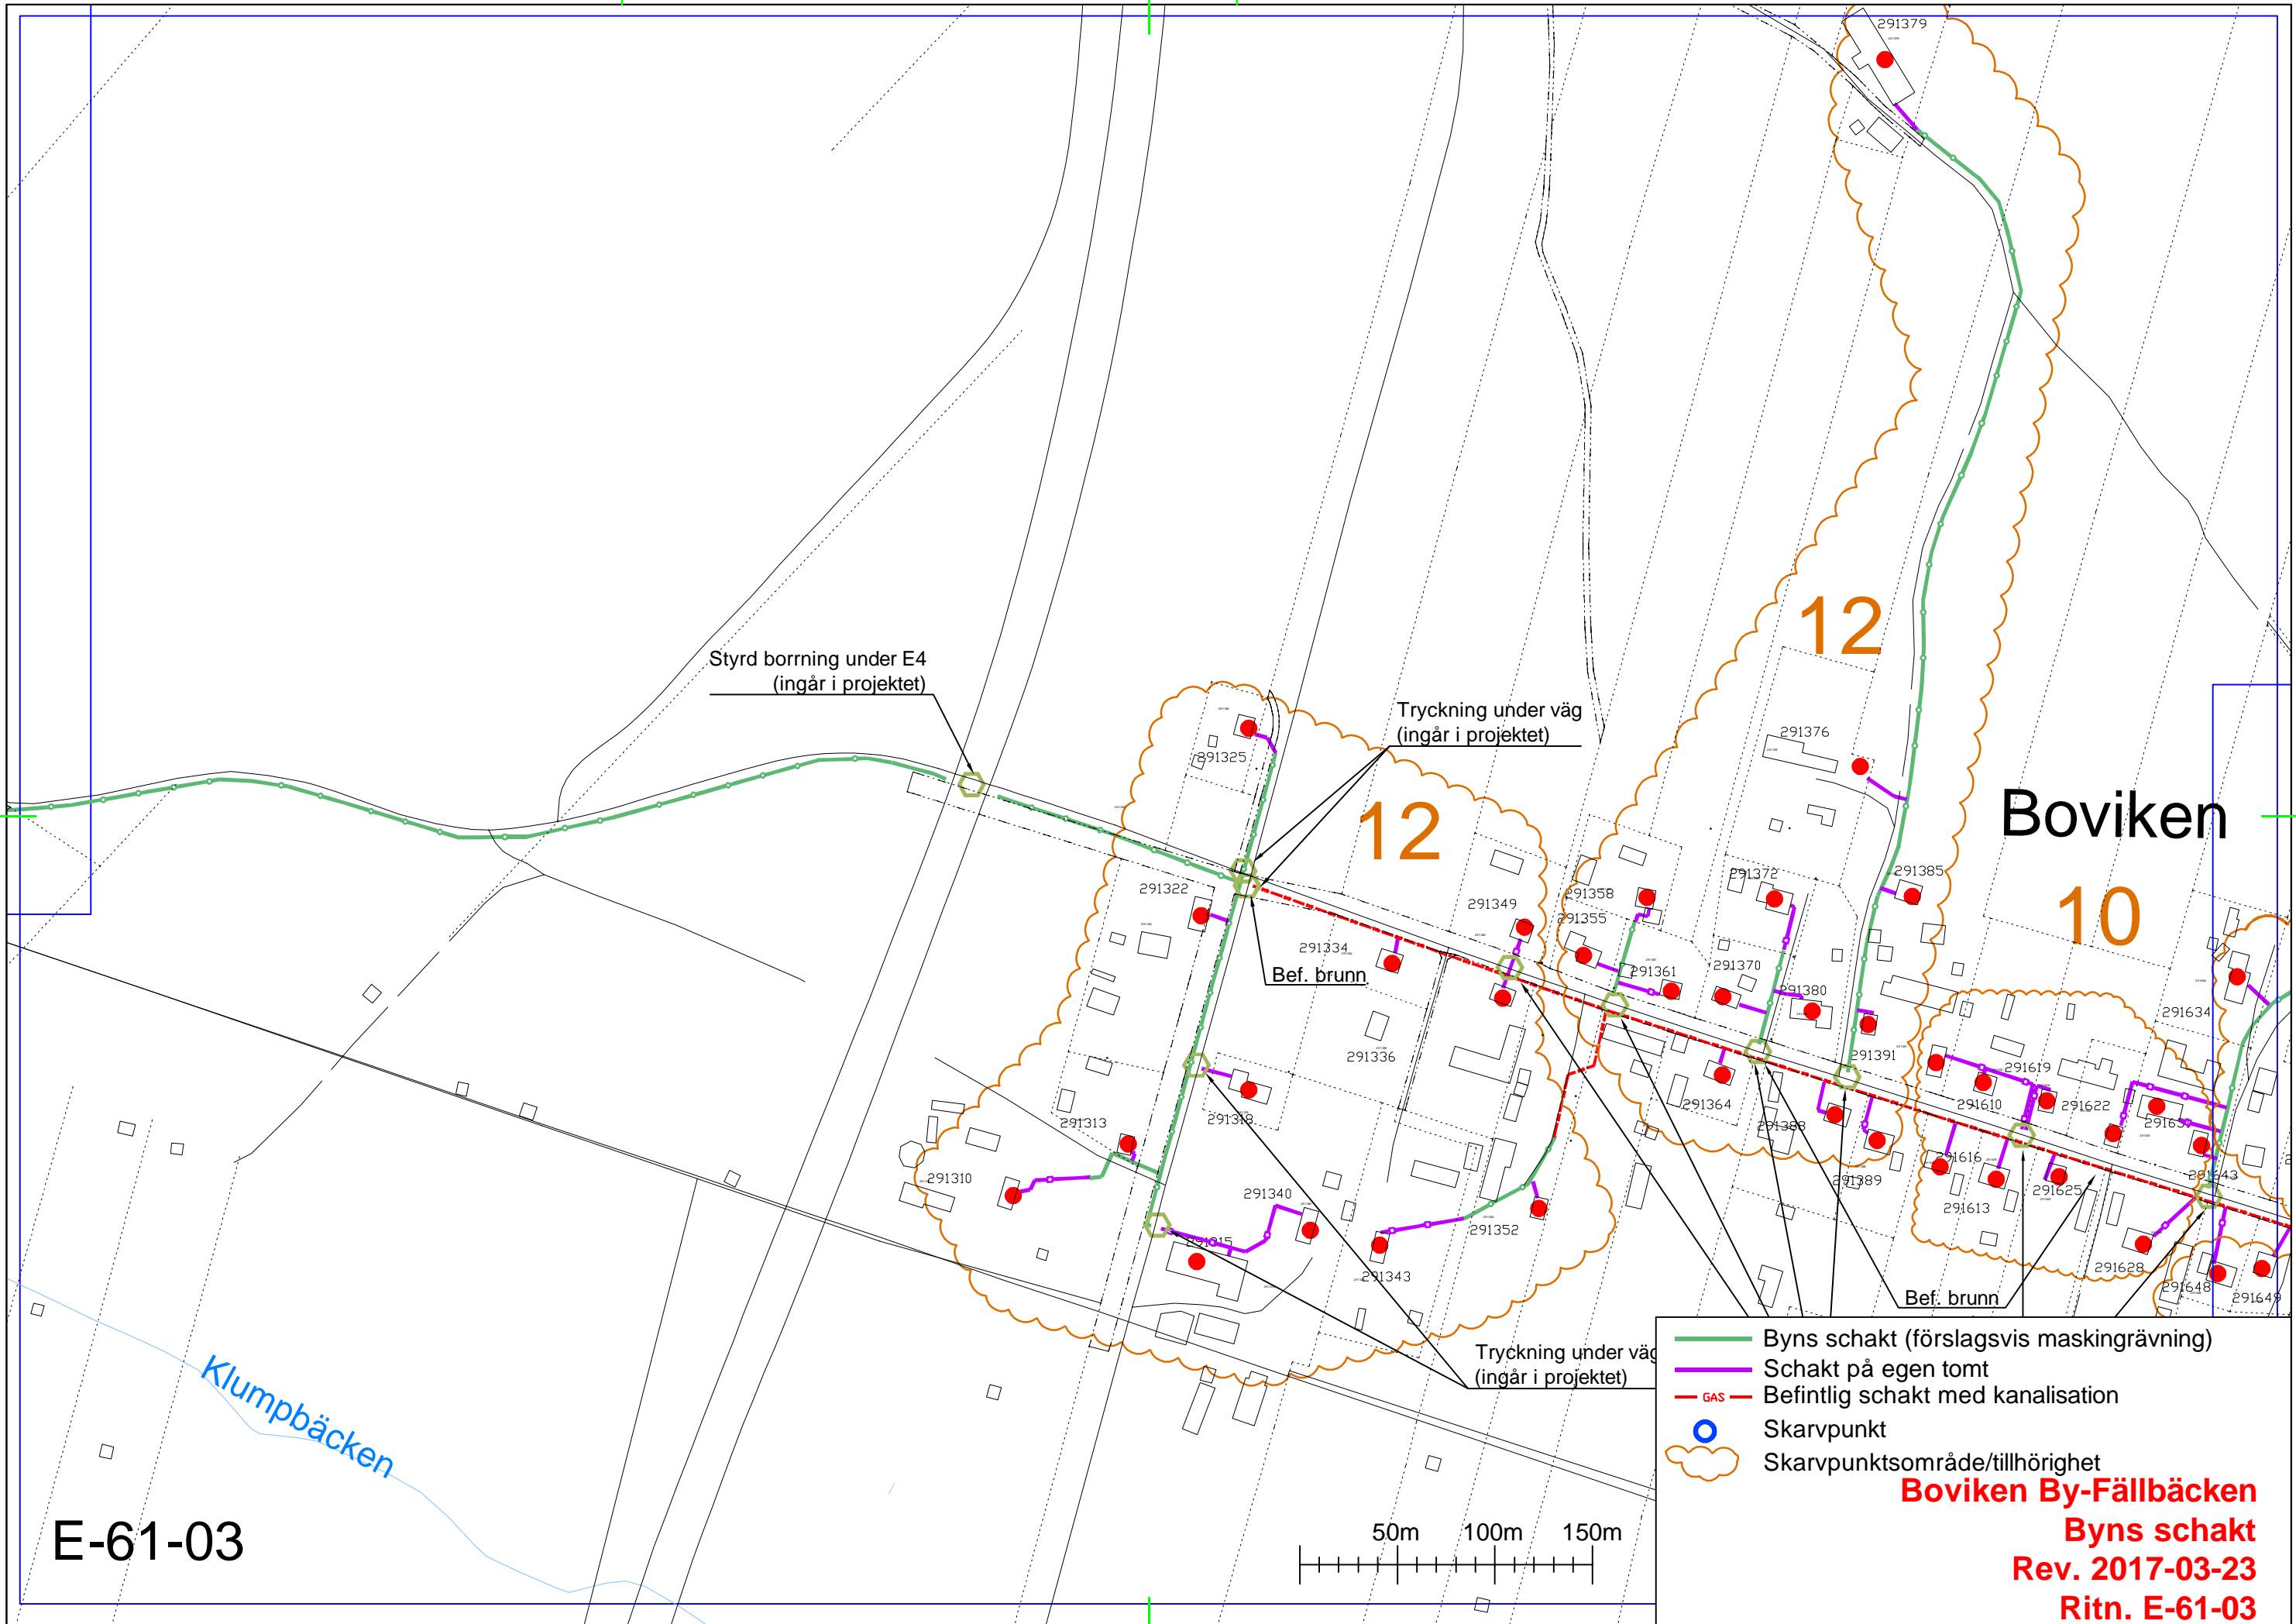 291379
12
Styrd borrning under E4
(ingår i projektet)
Tryckning under väg
(ingår i projektet)
291325
291376
12
Boviken
10
291322
291334
291349
291358
291355
291372
291385
Bef. brunn
291361
291370
291380
291634
291336
291391
291619
291313
291318
291364
291388
291610
291622
291310
291340
291616
291389
291643
291625
291613
291352
291343
291628
291648
291649
Bef. brunn
Klumpbäcken
Tryckning under väg
(ingår i projektet)
Byns schakt (förslagsvis maskingrävning)
Schakt på egen tomt
GAS Befintlig schakt med kanalisation
Skarvpunkt
Skarvpunktsområde/tillhörighet
Boviken By-Fällbäcken
Byns schakt
Rev. 2017-03-23
Ritn. E-61-03
50m 100m 150m
E-61-03